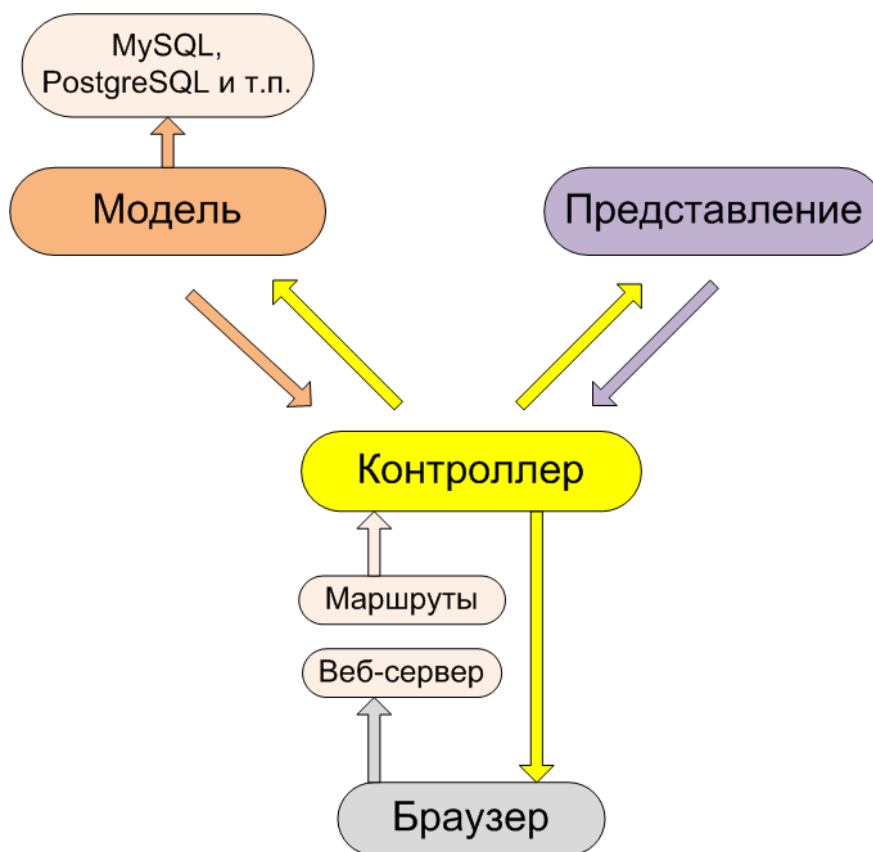 MySQL,
PostgreSQL и т.п.
Модель
Представление
Контроллер
Маршруты
Веб-сервер
Браузер